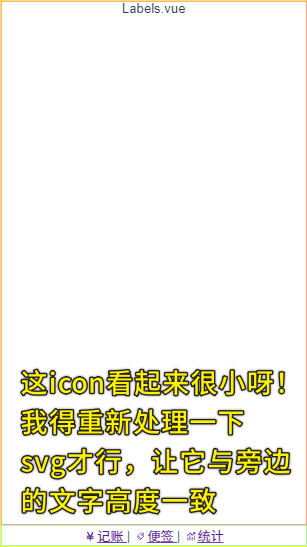 Labels.vue
这icon看起来很小呀！
我得重新处理一下
svg才行，让它与旁边
的文字高度一致
¥ 记账 | 便签 | 统计